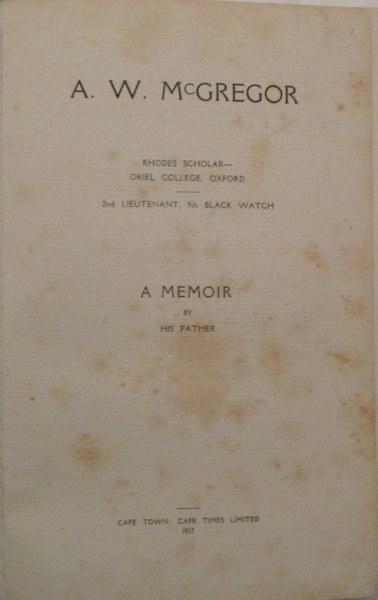 A. W. McGREGOR
RHODES SCHOLAR—
ORIEL COLLEGE, OXFORD.
2nd LIEUTENANT, 9th BLACK WATCH
A MEMOIR
BY
HIS FATHER
CAPE TOWN: CAPE TIMES LIMITED
1917